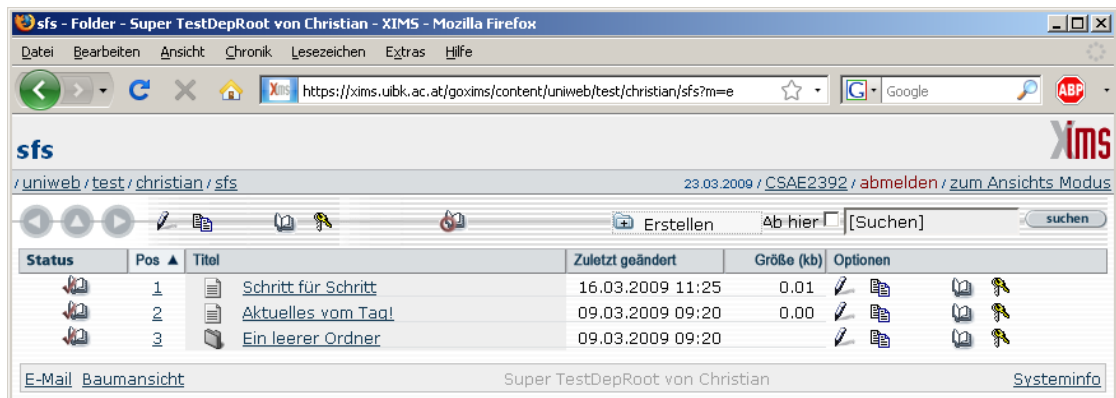 sfs - Folder - Super TestDepRoot von Christian - XIMS - Mozilla Firefox
Datei Bearbeiten Ansicht Chronik Lesezeichen Extras Hilfe
Xims https://xims.uibk.ac.at/goxims/content/uniweb/test/christian/sfs?m=e G Google ABP
sfs Xims
/ uniweb / test / christian / sfs 23.03.2009 / CSAE2392 / abmelden / zum Ansichts Modus
Erstellen Ab hier [Suchen] suchen
Status Pos ▲ Titel Zuletzt geändert Größe (kb) Optionen
1 Schritt für Schritt 16.03.2009 11:25 0.01
2 Aktuelles vom Tag! 09.03.2009 09:20 0.00
3 Ein leerer Ordner 09.03.2009 09:20
E-Mail Baumansicht Super TestDepRoot von Christian Systeminfo